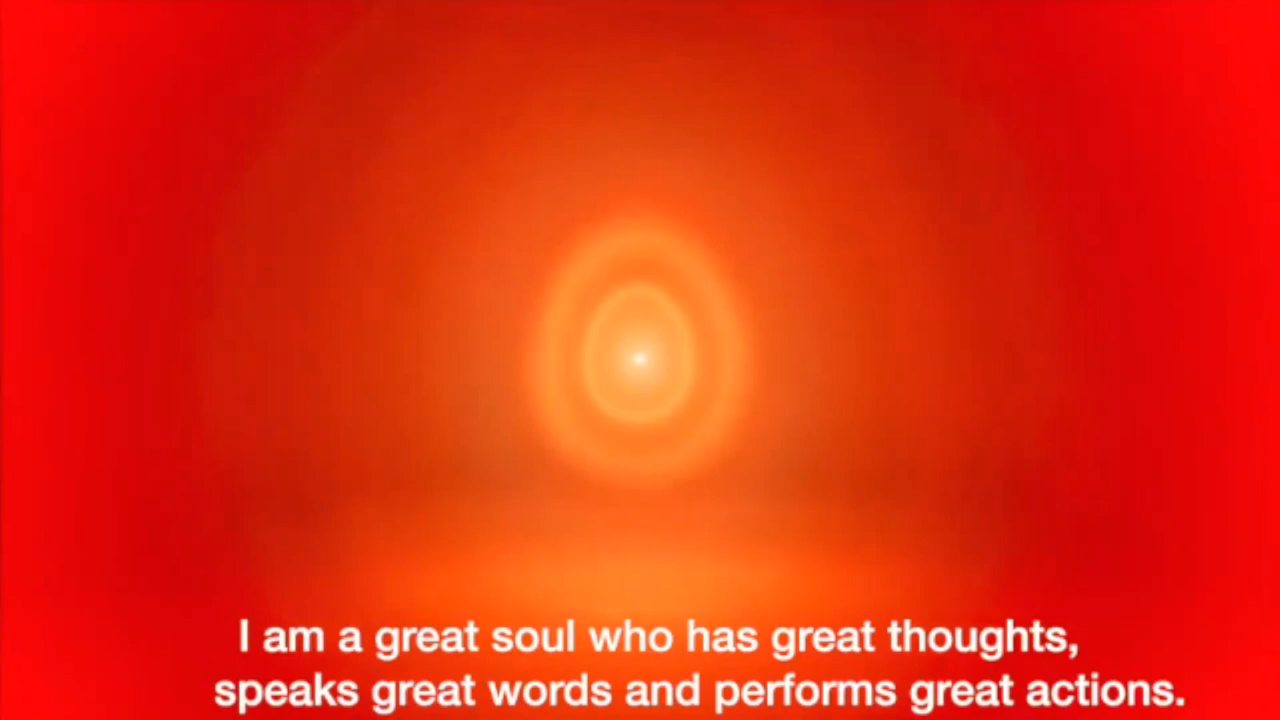 I am a great soul who has great thoughts,
speaks great words and performs great actions.